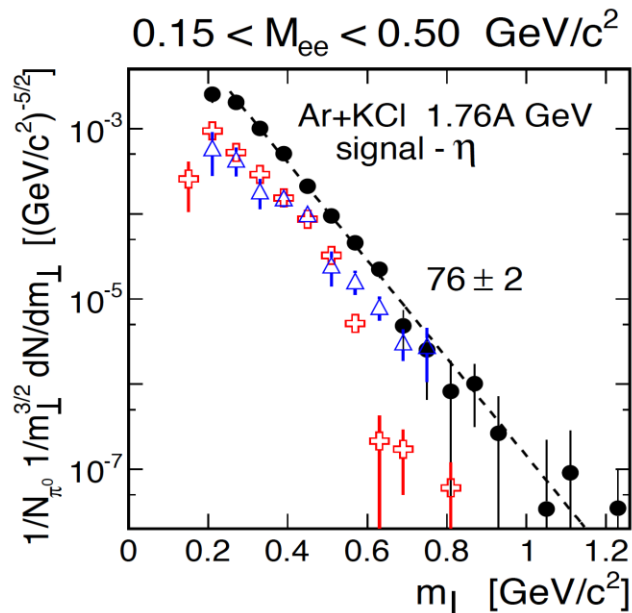 0.15 < M_ee < 0.50 GeV/c²
Ar+KCl 1.76A GeV
signal - η
76 ± 2
1/N_π⁰ 1/m_⊥^3/2 dN/dm_⊥ [(GeV/c²)^-5/2]
10⁻³
10⁻⁵
10⁻⁷
0 0.2 0.4 0.6 0.8 1 1.2
m_⊥ [GeV/c²]